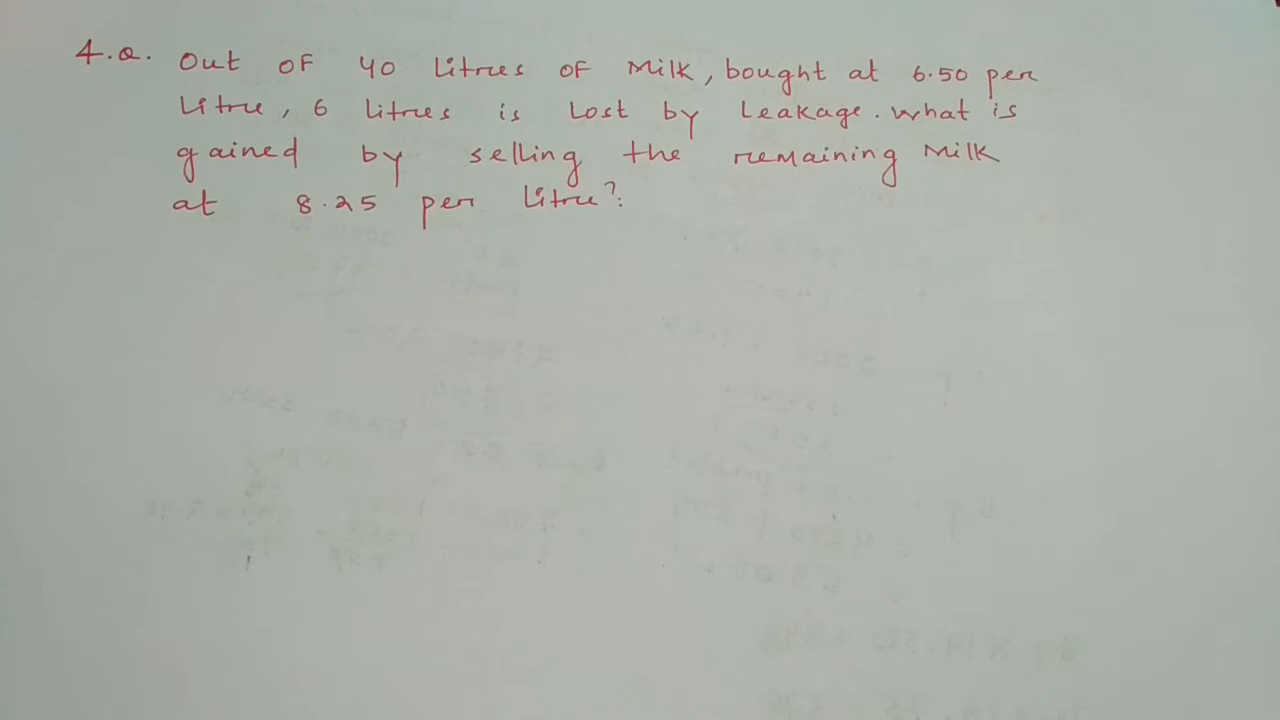 4.Q. Out of 40 litres of Milk, bought at 6.50 per
litre, 6 litres is Lost by Leakage. What is
gained by selling the remaining Milk
at 8.25 per litre?